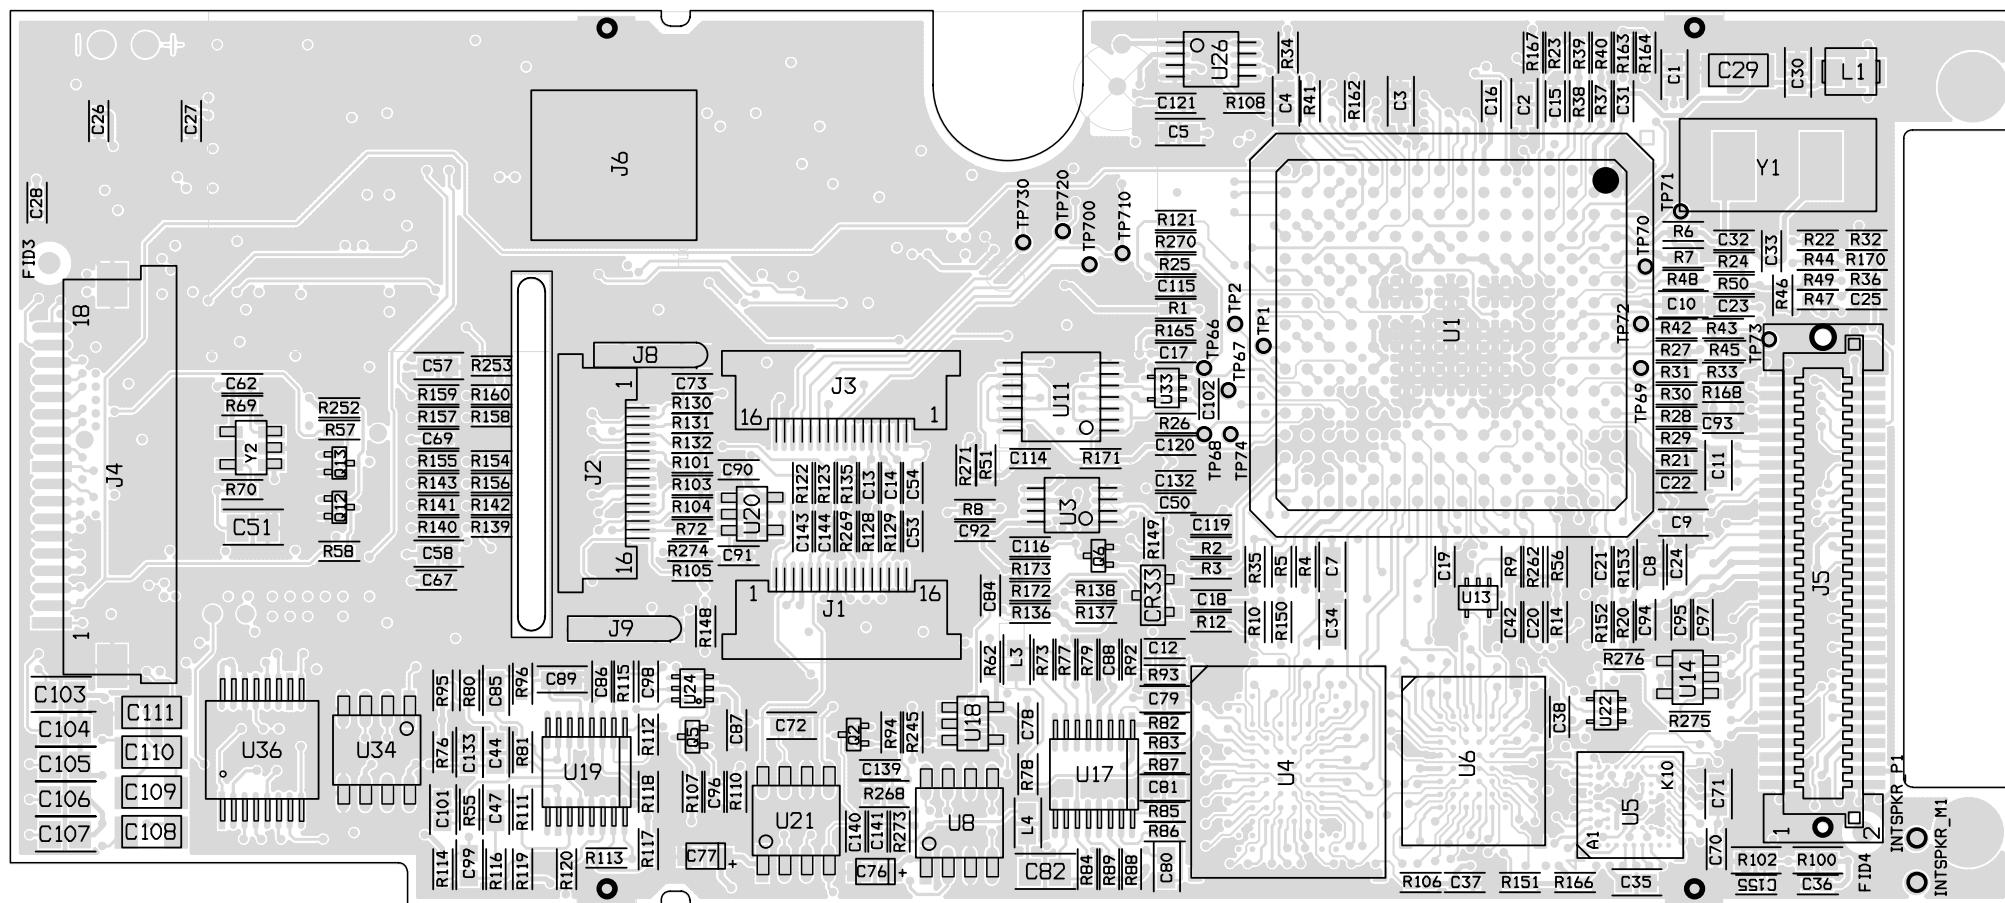 U26
R34
R167
R23
R39
R40
R163
R164
C1
C29
C30
L1
C26
C27
C121
R108
C4
R41
R162
C3
C16
C2
C15
R38
R37
C31
C5
J6
Y1
C28
TP71
TP730
TP720
TP700
TP710
R121
TP70
R6
C32
C33
R22
R32
FID3
R270
R7
R24
R44
R170
R25
R48
R50
R49
R36
C115
C10
C23
R46
R47
C25
18
R1
TP2
TP1
U1
TP72
R42
R43
TP73
R165
R27
R45
C17
TP66
TP67
C57
R253
J8
C62
C73
J3
U11
U33
C102
TP69
R31
R33
R159
R160
1
R130
R30
R168
R69
R252
R157
R158
R131
16
1
R26
R28
C93
R57
C69
R132
C120
TP68
TP74
R29
Y2
Q13
R155
R154
R101
C90
R271
R51
C114
R171
R21
C11
J4
J2
R143
R156
R103
R122
R123
R135
C13
C14
C54
C132
C22
R70
Q12
R141
R142
R104
U20
R8
U3
C50
C51
R140
R139
R72
C143
C144
R269
R128
R129
C53
C92
R149
C119
C9
R58
C58
R274
C91
C116
Q6
R2
16
R105
R173
R3
R35
R5
R4
C7
C19
R9
R262
R56
C21
R153
C8
C24
C67
1
16
C84
R172
R138
CR33
C18
U13
J5
J1
R136
R137
R12
R10
R150
C34
C42
C20
R14
R152
R20
C94
C95
C97
1
J9
R148
R62
L3
R73
R77
R79
C88
R92
C12
R276
U14
C103
R95
R80
C85
R96
C89
C86
R115
C98
U24
R93
C111
C79
C38
U22
R275
C104
U36
U34
R76
C133
C44
R81
R112
Q5
C87
C72
Q2
R94
R245
U18
C78
R82
C110
R83
C105
U19
C139
R78
U17
R87
U4
U6
K10
C109
R118
R107
C96
R110
R268
C81
C106
C101
R55
C47
R111
R85
U5
C71
INTSPKR_P1
C107
C108
R117
U21
C140
C141
R273
U8
L4
R86
A1
1
2
INTSPKR_M1
R114
C99
R116
R119
R120
R113
C77
+
C76
+
C82
R84
R89
R88
C80
C70
R102
R100
FID4
R106
C37
R151
R166
C35
C155
C36